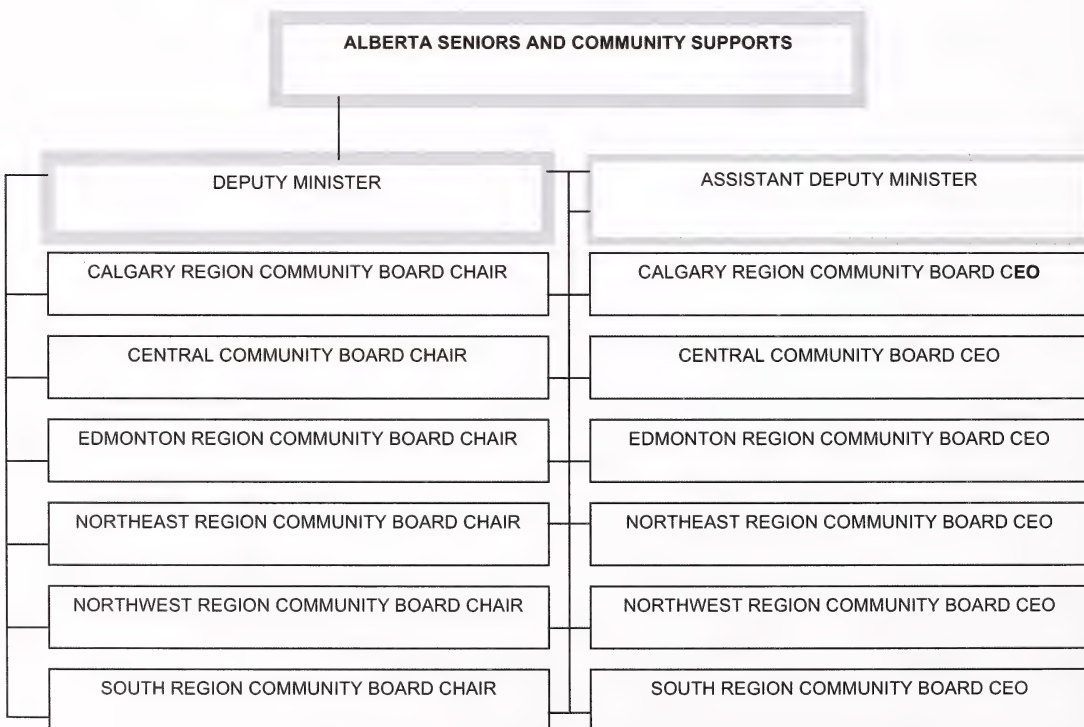 ALBERTA SENIORS AND COMMUNITY SUPPORTS
DEPUTY MINISTER
ASSISTANT DEPUTY MINISTER
CALGARY REGION COMMUNITY BOARD CHAIR
CALGARY REGION COMMUNITY BOARD CEO
CENTRAL COMMUNITY BOARD CHAIR
CENTRAL COMMUNITY BOARD CEO
EDMONTON REGION COMMUNITY BOARD CHAIR
EDMONTON REGION COMMUNITY BOARD CEO
NORTHEAST REGION COMMUNITY BOARD CHAIR
NORTHEAST REGION COMMUNITY BOARD CEO
NORTHWEST REGION COMMUNITY BOARD CHAIR
NORTHWEST REGION COMMUNITY BOARD CEO
SOUTH REGION COMMUNITY BOARD CHAIR
SOUTH REGION COMMUNITY BOARD CEO